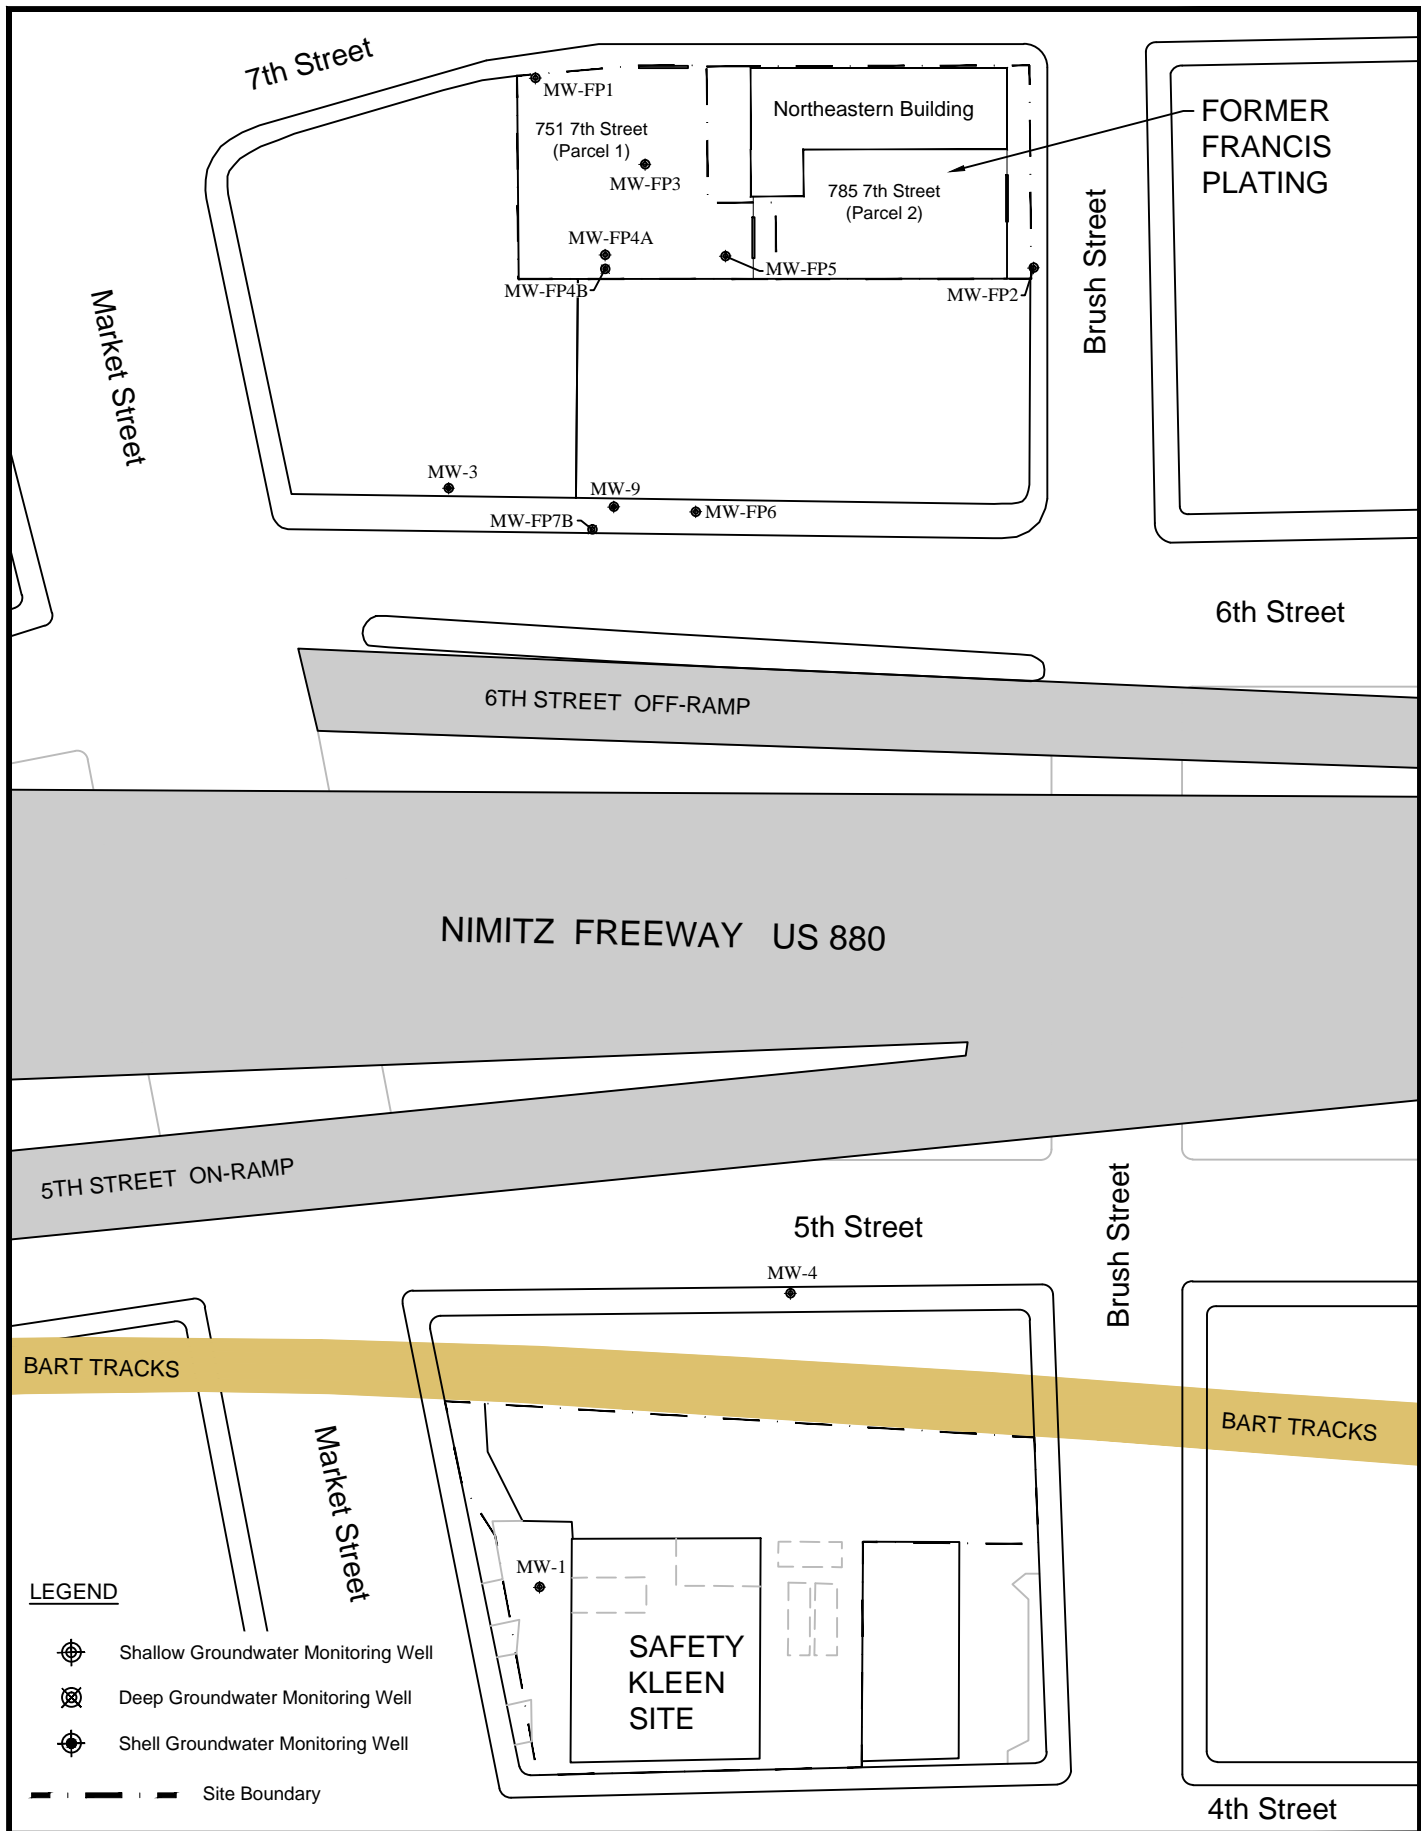 7th Street
MW-FP1
751 7th Street
(Parcel 1)
MW-FP3
Northeastern Building
785 7th Street
(Parcel 2)
FORMER
FRANCIS
PLATING
MW-FP4A
MW-FP4B
MW-FP5
MW-FP2
Brush Street
Market Street
MW-3
MW-9
MW-FP7B
MW-FP6
6th Street
6TH STREET OFF-RAMP
NIMITZ FREEWAY US 880
5TH STREET ON-RAMP
5th Street
Brush Street
MW-4
BART TRACKS
BART TRACKS
Market Street
MW-1
SAFETY
KLEEN
SITE
LEGEND
Shallow Groundwater Monitoring Well
Deep Groundwater Monitoring Well
Shell Groundwater Monitoring Well
Site Boundary
4th Street